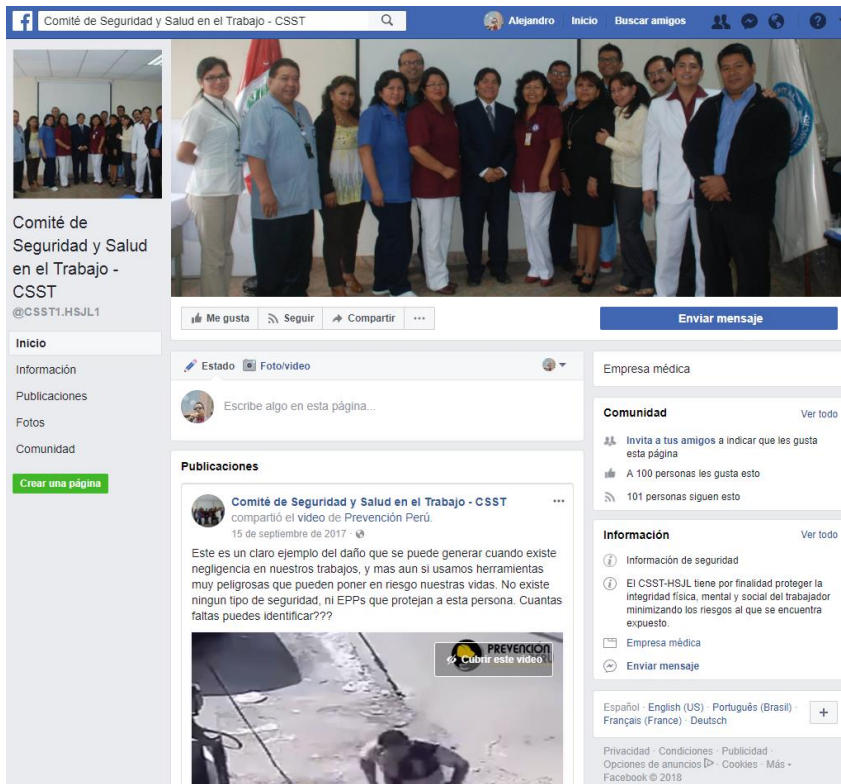 Comité de Seguridad y Salud en el Trabajo - CSST
Alejandro Inicio Buscar amigos
Comité de
Seguridad y Salud
en el Trabajo -
CSST
@CSST1.HSJL1
Inicio
Información
Publicaciones
Fotos
Comunidad
Crear una página
Me gusta Seguir Compartir ...
Enviar mensaje
Estado Foto/video
Escribe algo en esta página...
Publicaciones
Comité de Seguridad y Salud en el Trabajo - CSST
compartió el video de Prevención Perú.
15 de septiembre de 2017 ·
Este es un claro ejemplo del daño que se puede generar cuando existe
negligencia en nuestros trabajos, y mas aun si usamos herramientas
muy peligrosas que pueden poner en riesgo nuestras vidas. No existe
ningun tipo de seguridad, ni EPPs que protejan a esta persona. Cuantas
faltas puedes identificar???
PREVENCIÓN
Cubrir este video
Empresa médica
Comunidad Ver todo
Invita a tus amigos a indicar que les gusta
esta página
A 100 personas les gusta esto
101 personas siguen esto
Información Ver todo
Información de seguridad
El CSST-HSJL tiene por finalidad proteger la
integridad física, mental y social del trabajador
minimizando los riesgos al que se encuentra
expuesto.
Empresa médica
Enviar mensaje
Español · English (US) · Português (Brasil) ·
Français (France) · Deutsch
+
Privacidad · Condiciones · Publicidad ·
Opciones de anuncios · Cookies · Más
Facebook © 2018